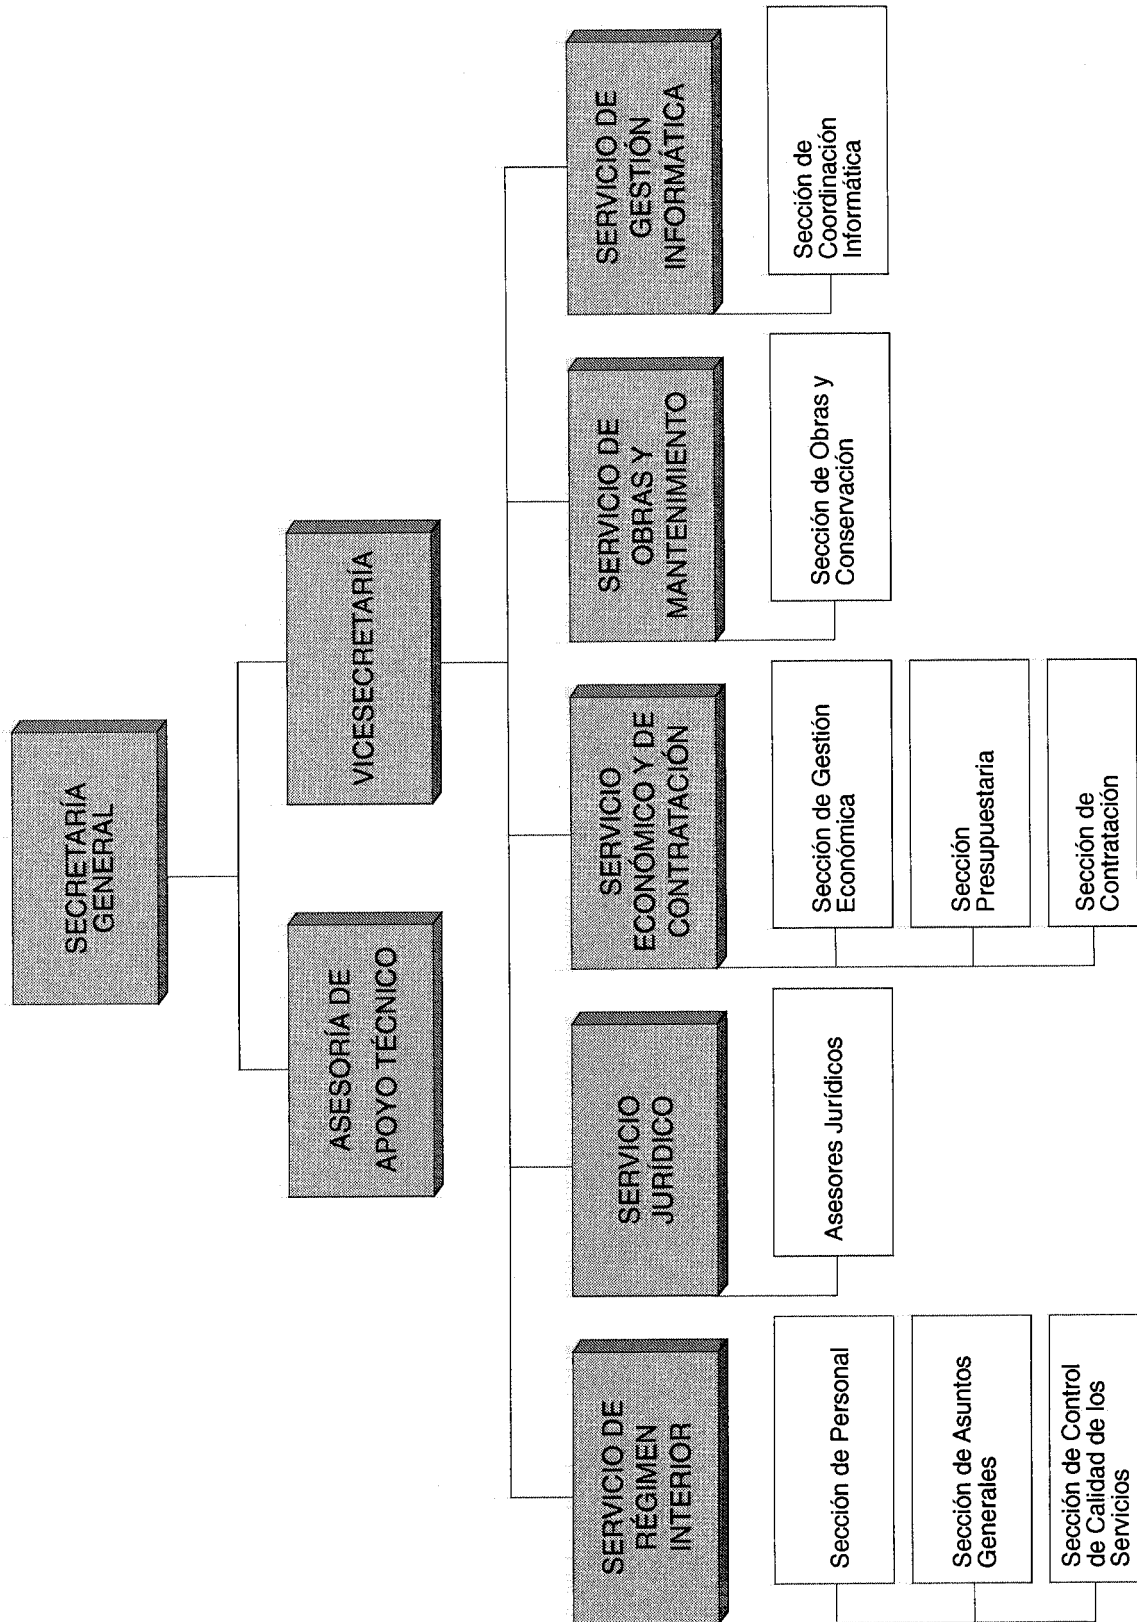 SECRETARÍA
GENERAL
ASESORÍA DE
APOYO TÉCNICO
VICESECRETARÍA
SERVICIO DE
RÉGIMEN
INTERIOR
Sección de Personal
Sección de Asuntos
Generales
Sección de Control
de Calidad de los
Servicios
SERVICIO
JURÍDICO
Asesores Jurídicos
SERVICIO
ECONÓMICO Y DE
CONTRATACIÓN
Sección de Gestión
Económica
Sección
Presupuestaria
Sección de
Contratación
SERVICIO DE
OBRAS Y
MANTENIMIENTO
Sección de Obras y
Conservación
SERVICIO DE
GESTIÓN
INFORMÁTICA
Sección de
Coordinación
Informática